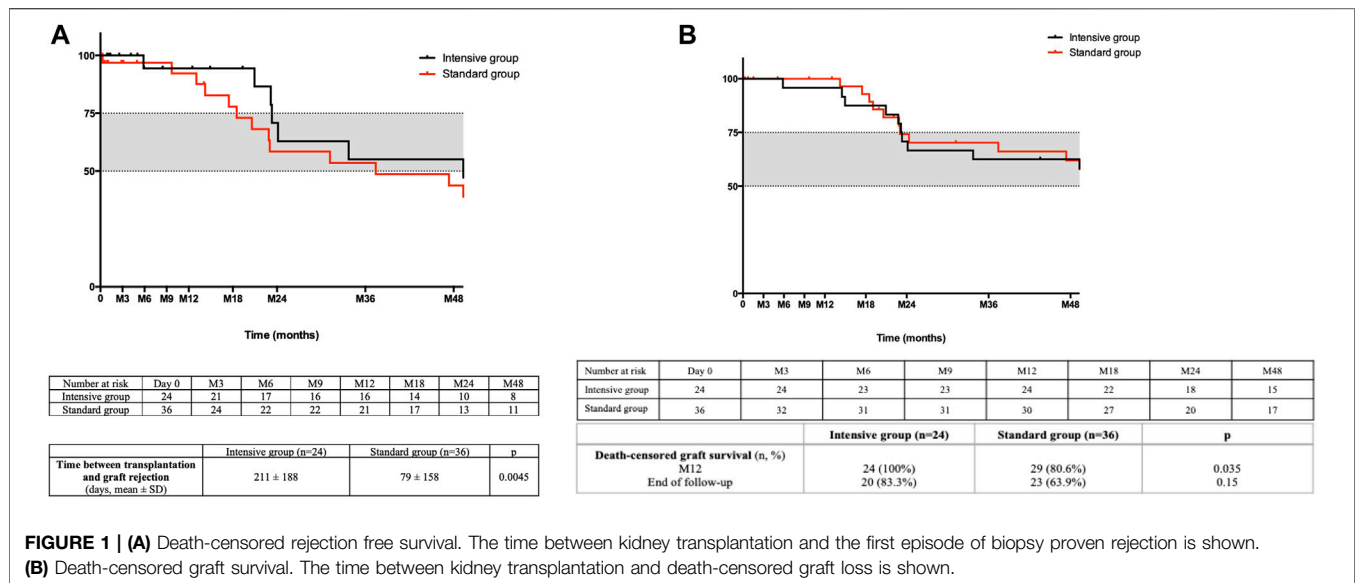 A
Intensive group
Standard group
100
75
50
0
0 M3 M6 M9 M12 M18 M24 M36 M48
Time (months)
Number at risk Day 0 M3 M6 M9 M12 M18 M24 M48
Intensive group 24 21 17 16 16 14 10 8
Standard group 36 24 22 22 21 17 13 11
Intensive group (n=24) Standard group (n=36) p
Time between transplantation
and graft rejection
(days, mean ± SD) 211 ± 188 79 ± 158 0.0045
B
Intensive group
Standard group
100
75
50
0
0 M3 M6 M9 M12 M18 M24 M36 M48
Time (months)
Number at risk Day 0 M3 M6 M9 M12 M18 M24 M48
Intensive group 24 24 23 23 24 22 18 15
Standard group 36 32 31 31 30 27 20 17
Intensive group (n=24) Standard group (n=36) p
Death-censored graft survival (n, %)
M12 24 (100%) 29 (80.6%) 0.035
End of follow-up 20 (83.3%) 23 (63.9%) 0.15
FIGURE 1 | (A) Death-censored rejection free survival. The time between kidney transplantation and the first episode of biopsy proven rejection is shown.
(B) Death-censored graft survival. The time between kidney transplantation and death-censored graft loss is shown.